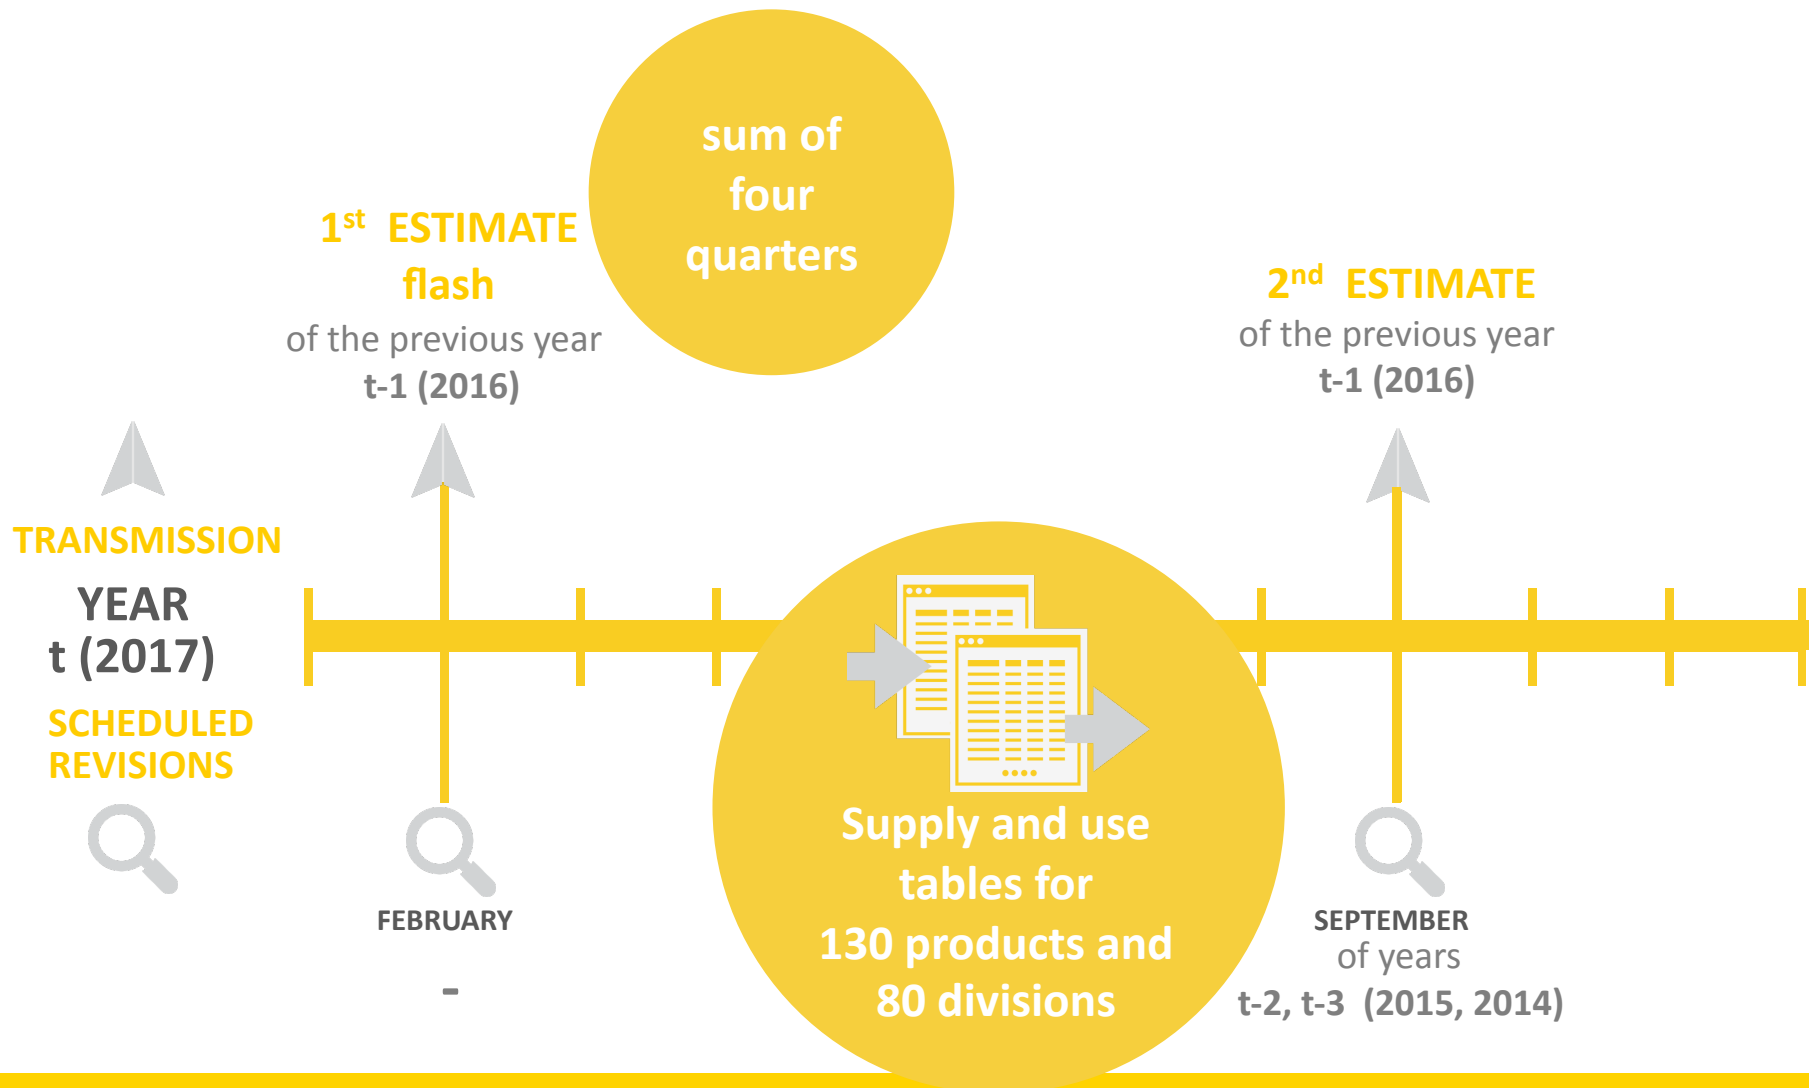 sum of
four
quarters
1st ESTIMATE
flash
of the previous year
t-1 (2016)
2nd ESTIMATE
of the previous year
t-1 (2016)
TRANSMISSION
YEAR
t (2017)
SCHEDULED
REVISIONS
FEBRUARY
-
Supply and use
tables for
130 products and
80 divisions
SEPTEMBER
of years
t-2, t-3 (2015, 2014)